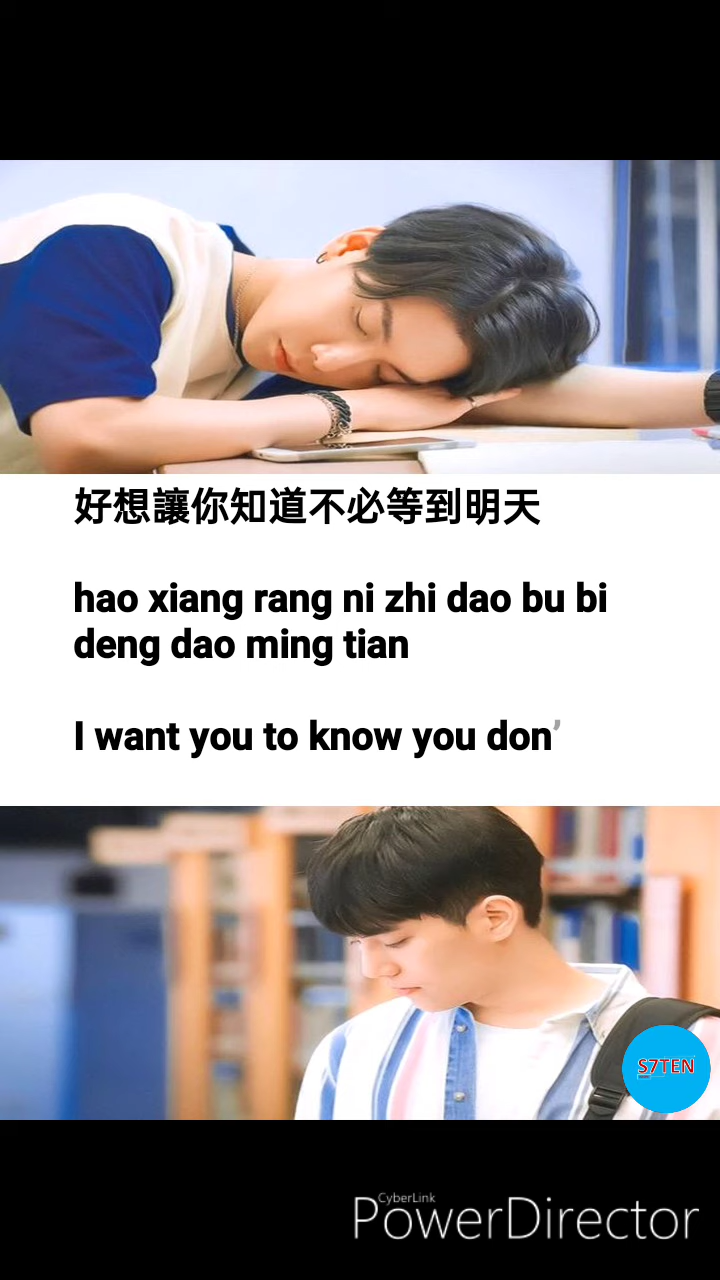 好想讓你知道不必等到明天
hao xiang rang ni zhi dao bu bi
deng dao ming tian
I want you to know you don’
S7TEN
CyberLink
PowerDirector